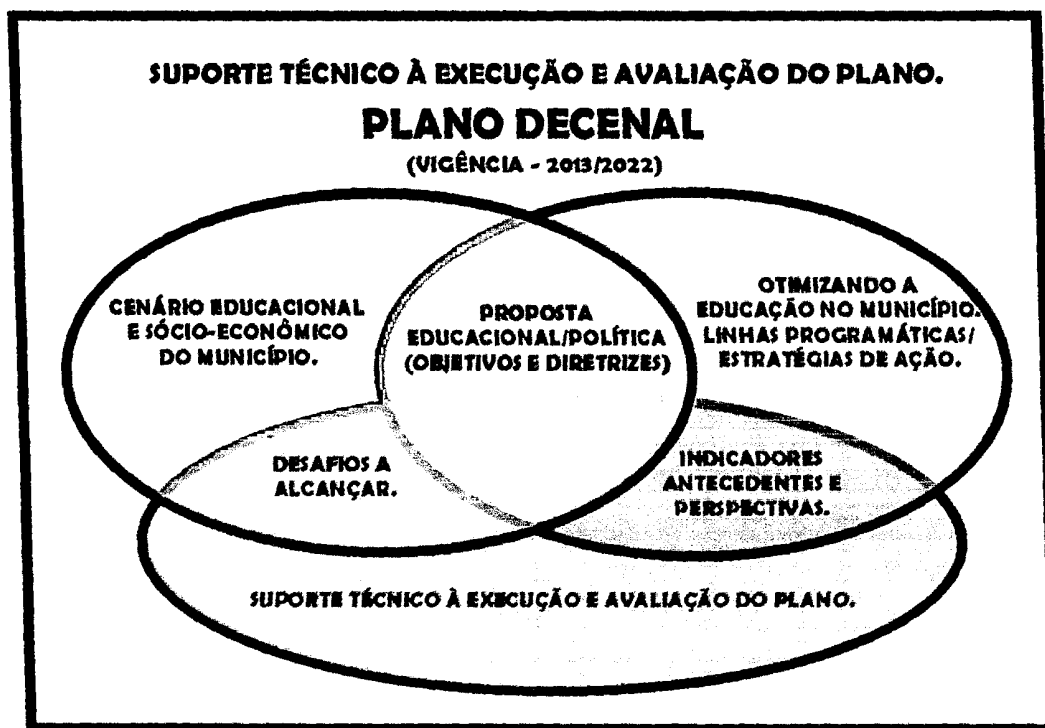 SUPORTE TÉCNICO À EXECUÇÃO E AVALIAÇÃO DO PLANO.
PLANO DECENAL
(VIGÊNCIA - 2013/2022)
CENÁRIO EDUCACIONAL
E SÓCIO-ECONÔMICO
DO MUNICÍPIO.
PROPOSTA
EDUCACIONAL/POLÍTICA
(OBJETIVOS E DIRETRIZES)
OTIMIZANDO A
EDUCAÇÃO NO MUNICÍPIO.
LINHAS PROGRAMÁTICAS/
ESTRATÉGIAS DE AÇÃO.
DESAFIOS A
ALCANÇAR.
INDICADORES
ANTECEDENTES E
PERSPECTIVAS.
SUPORTE TÉCNICO À EXECUÇÃO E AVALIAÇÃO DO PLANO.